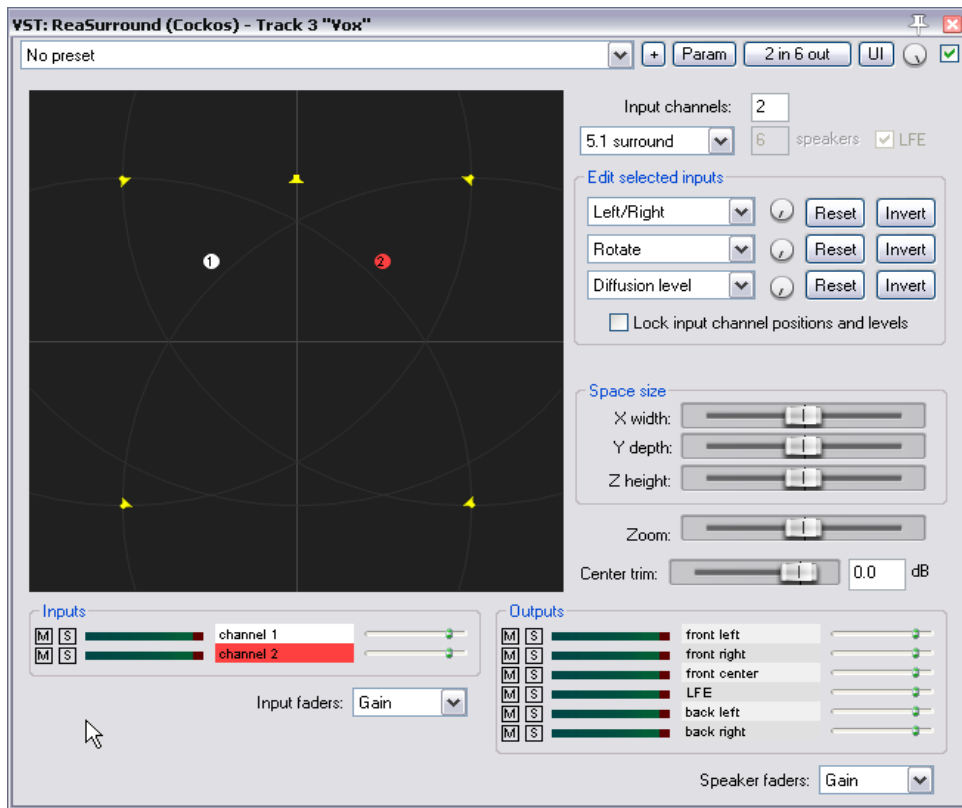 VST: ReaSurround (Cockos) - Track 3 "Vox"
No preset + Param 2 in 6 out UI
Input channels: 2
5.1 surround 6 speakers LFE
Edit selected inputs
Left/Right Reset Invert
Rotate Reset Invert
Diffusion level Reset Invert
Lock input channel positions and levels
1 2
Space size
X width:
Y depth:
Z height:
Zoom:
Center trim: 0.0 dB
Inputs
M S channel 1
M S channel 2
Input faders: Gain
Outputs
M S front left
M S front right
M S front center
M S LFE
M S back left
M S back right
Speaker faders: Gain